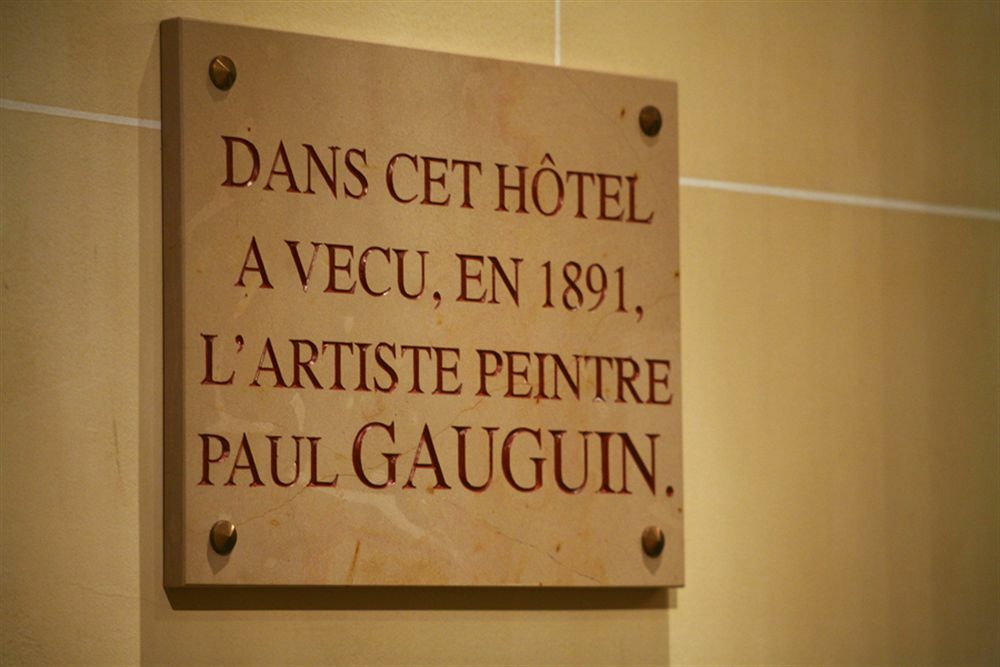 DANS CET HÔTEL
A VECU, EN 1891,
L'ARTISTE PEINTRE
PAUL GAUGUIN.